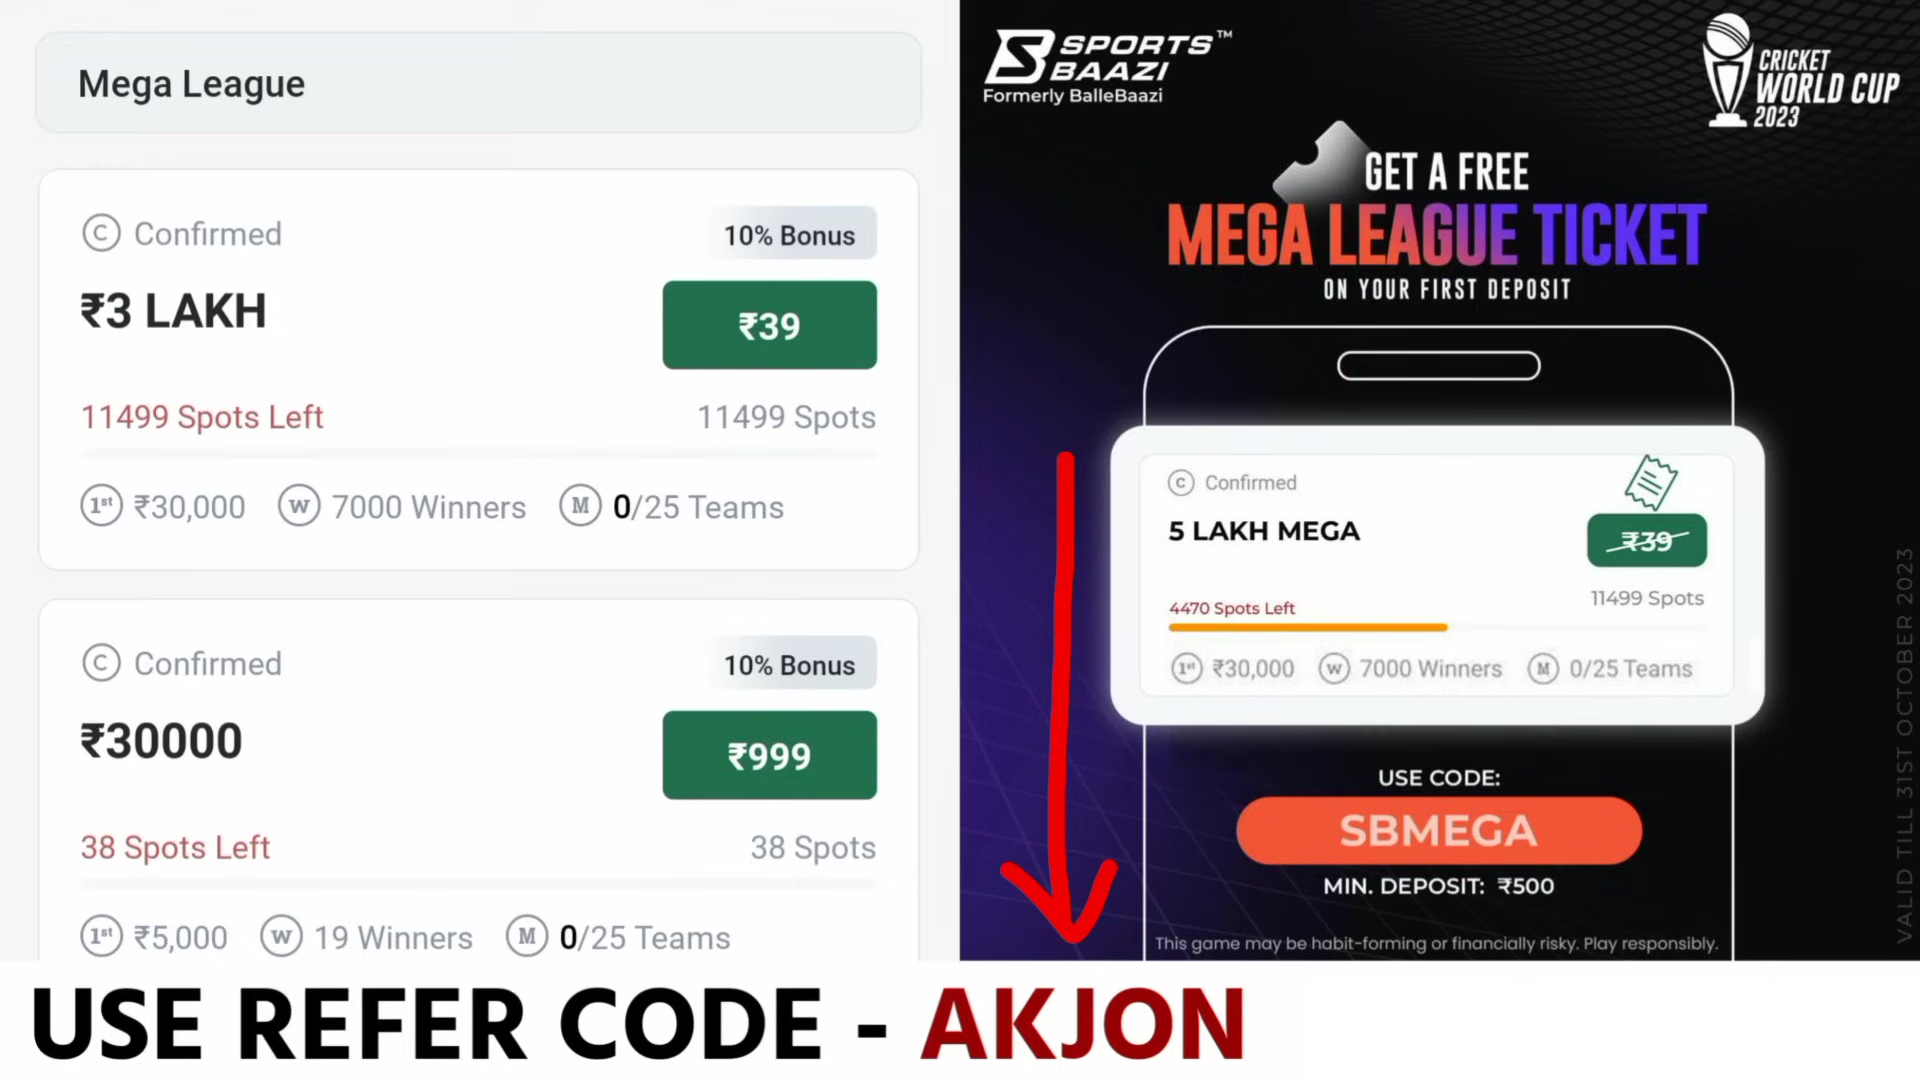 Mega League
© Confirmed
10% Bonus
₹3 LAKH
₹39
11499 Spots Left
11499 Spots
1st ₹30,000
W 7000 Winners
M 0/25 Teams
© Confirmed
10% Bonus
₹30000
₹999
38 Spots Left
38 Spots
1st ₹5,000
W 19 Winners
M 0/25 Teams
SPORTS™
BAAZI
Formerly BalleBaazi
CRICKET
WORLD CUP
2023
GET A FREE
MEGA LEAGUE TICKET
ON YOUR FIRST DEPOSIT
© Confirmed
5 LAKH MEGA
₹39
4470 Spots Left
11499 Spots
1st ₹30,000
W 7000 Winners
M 0/25 Teams
USE CODE:
SBMEGA
MIN. DEPOSIT: ₹500
This game may be habit-forming or financially risky. Play responsibly.
VALID TILL 31ST OCTOBER 2023
USE REFER CODE - AKJON